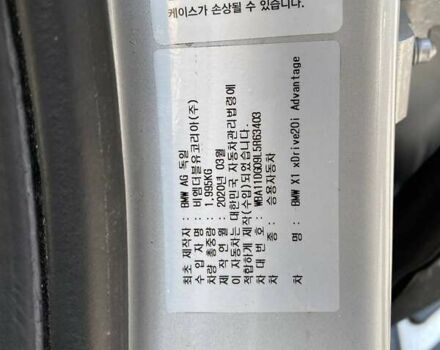 케이스가 손상될 수 있습니다.
최초 제작자 : BMW AG 독일
수 입 자 명 : 비엠더블유코리아(주)
차량 총중량 : 1,995KG
제 작 연 월 : 2020년 03월
이 자동차는 대한민국 자동차관리법령에
적합하게 제작(수입)되었습니다.
차 대 번 호 : WBA11DG09L5R63403
차 종 : 승용자동차
차 명 : BMW X1 xDrive20i Advantage